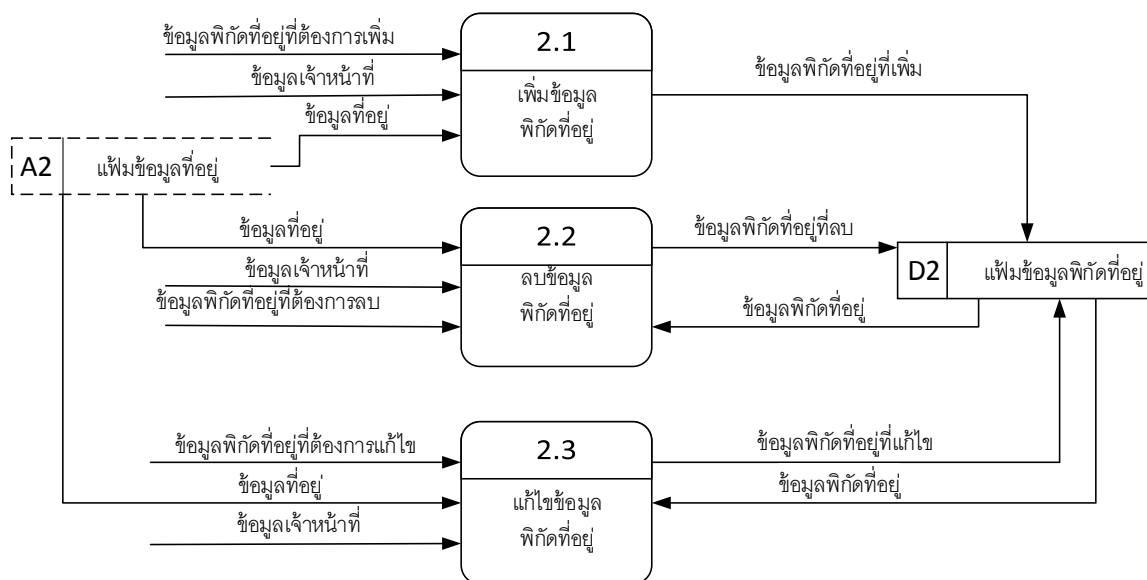 ข้อมูลพิกัดที่อยู่ที่ต้องการเพิ่ม
2.1
ข้อมูลพิกัดที่อยู่ที่เพิ่ม
ข้อมูลเจ้าหน้าที่
เพิ่มข้อมูล
พิกัดที่อยู่
ข้อมูลที่อยู่
A2
แฟ้มข้อมูลที่อยู่
ข้อมูลที่อยู่
2.2
ข้อมูลพิกัดที่อยู่ที่ลบ
ข้อมูลเจ้าหน้าที่
ลบข้อมูล
พิกัดที่อยู่
D2
แฟ้มข้อมูลพิกัดที่อยู่
ข้อมูลพิกัดที่อยู่ที่ต้องการลบ
ข้อมูลพิกัดที่อยู่
ข้อมูลพิกัดที่อยู่ที่ต้องการแก้ไข
2.3
ข้อมูลพิกัดที่อยู่ที่แก้ไข
ข้อมูลที่อยู่
ข้อมูลพิกัดที่อยู่
แก้ไขข้อมูล
พิกัดที่อยู่
ข้อมูลเจ้าหน้าที่